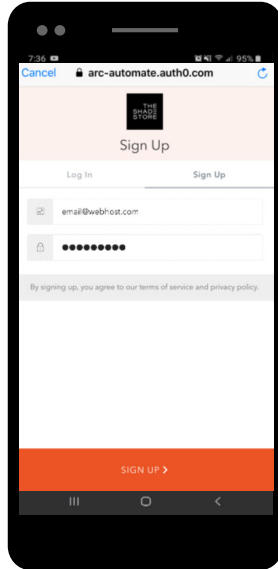 7:36 95%
Cancel arc-automate.auth0.com
THE
SHADE
STORE
Sign Up
Log In Sign Up
email@webhost.com
By signing up, you agree to our terms of service and privacy policy.
SIGN UP >